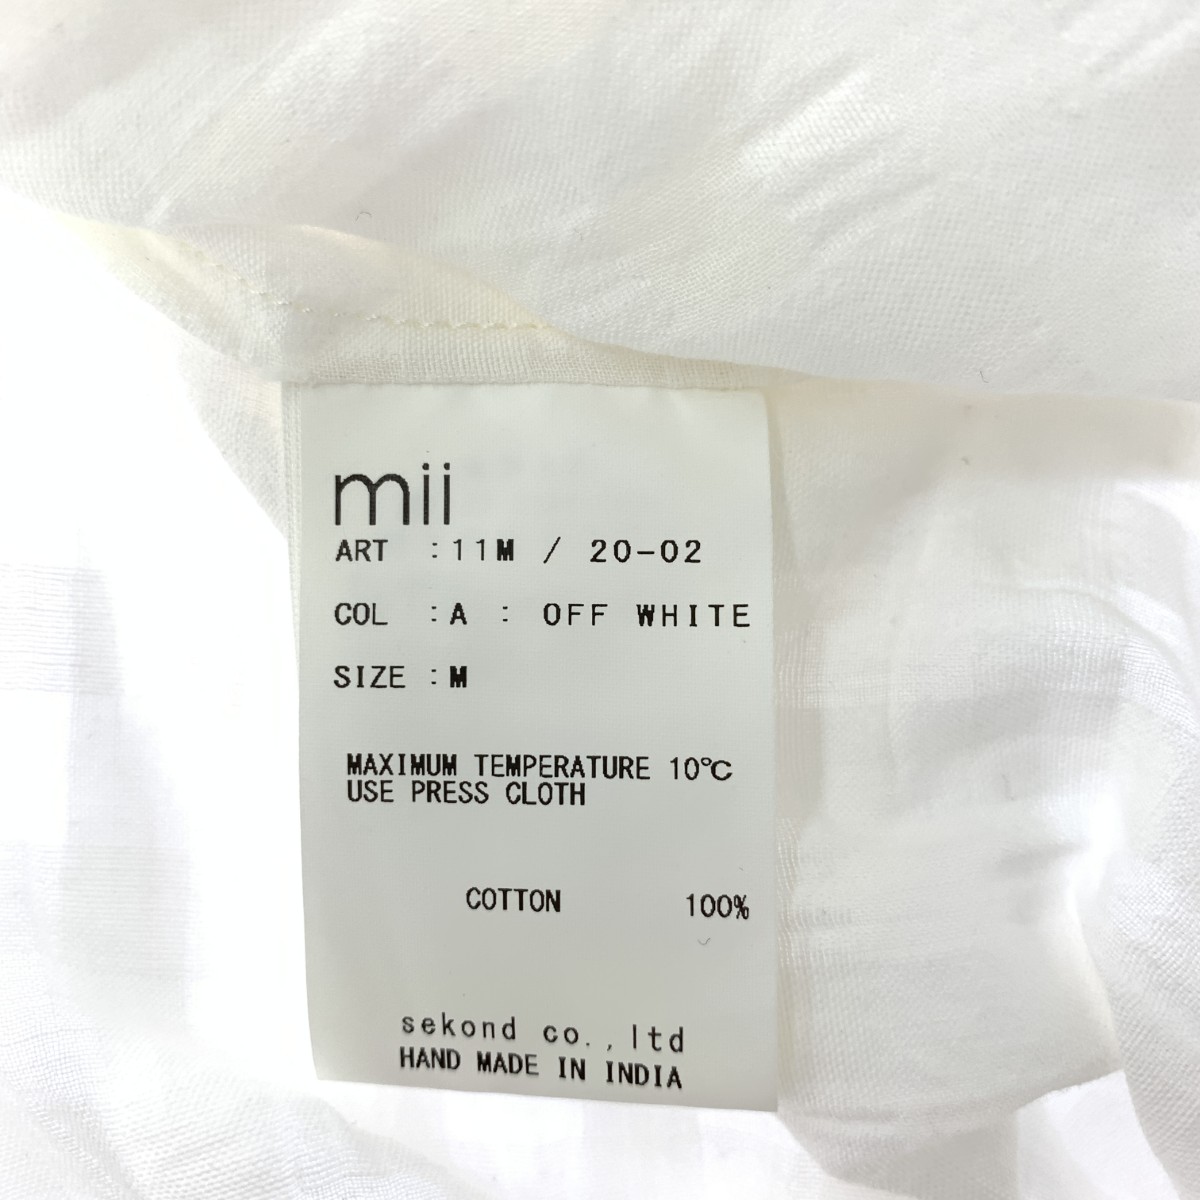 mii
ART : 11M / 20-02
COL : A : OFF WHITE
SIZE : M
MAXIMUM TEMPERATURE 10℃
USE PRESS CLOTH
COTTON 100%
sekond co.,ltd
HAND MADE IN INDIA